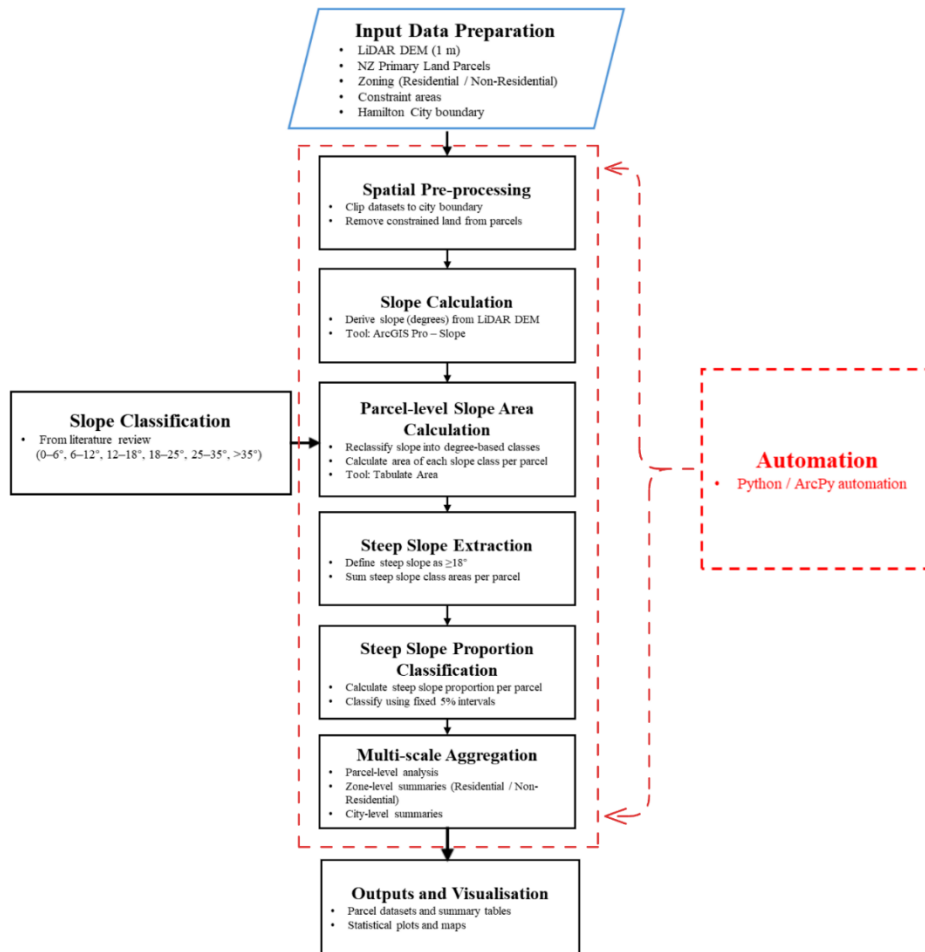 Input Data Preparation
• LiDAR DEM (1 m)
• NZ Primary Land Parcels
• Zoning (Residential / Non-Residential)
• Constraint areas
• Hamilton City boundary
Spatial Pre-processing
• Clip datasets to city boundary
• Remove constrained land from parcels
Slope Calculation
• Derive slope (degrees) from LiDAR DEM
• Tool: ArcGIS Pro – Slope
Slope Classification
• From literature review
(0–6°, 6–12°, 12–18°, 18–25°, 25–35°, >35°)
Parcel-level Slope Area
Calculation
• Reclassify slope into degree-based classes
• Calculate area of each slope class per parcel
• Tool: Tabulate Area
Automation
• Python / ArcPy automation
Steep Slope Extraction
• Define steep slope as ≥18°
• Sum steep slope class areas per parcel
Steep Slope Proportion
Classification
• Calculate steep slope proportion per parcel
• Classify using fixed 5% intervals
Multi-scale Aggregation
• Parcel-level analysis
• Zone-level summaries (Residential / Non-
Residential)
• City-level summaries
Outputs and Visualisation
• Parcel datasets and summary tables
• Statistical plots and maps